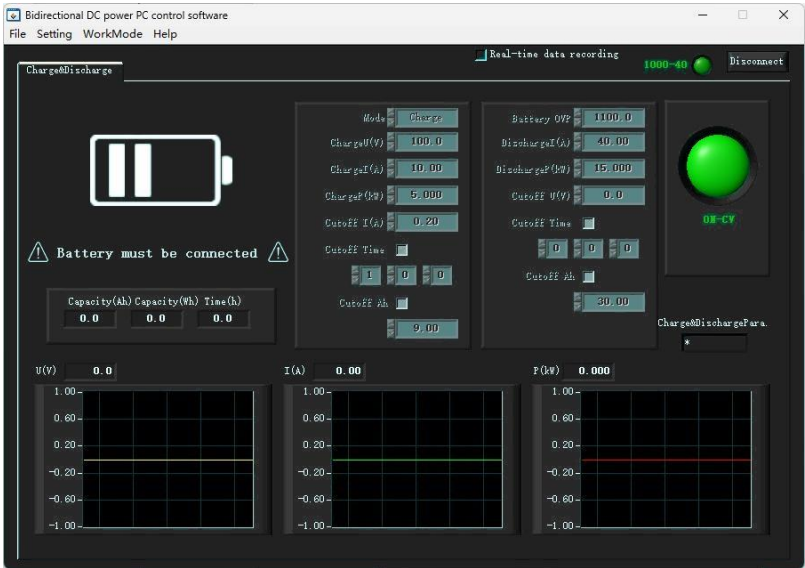 Bidirectional DC power PC control software
File Setting WorkMode Help
Real-time data recording
1000-40
Disconnect
Charge&Discharge
Mode Charge
ChargeU(V) 100.0
ChargeI(A) 10.00
ChargeP(kW) 5.000
Cutoff I(A) 0.20
Cutoff Time
1 0 0
Cutoff Ah
9.00
Battery OVP 1100.0
DischargeI(A) 40.00
DischargeP(kW) 15.000
Cutoff U(V) 0.0
Cutoff Time
0 0 0
Cutoff Ah
30.00
ON-CV
Battery must be connected
Capacity(Ah) Capacity(Wh) Time(h)
0.0 0.0 0.0
Charge&DischargePara.
*
U(V) 0.0
1.00
0.60
0.20
-0.20
-0.60
-1.00
I(A) 0.00
1.00
0.60
0.20
-0.20
-0.60
-1.00
P(kW) 0.000
1.00
0.60
0.20
-0.20
-0.60
-1.00